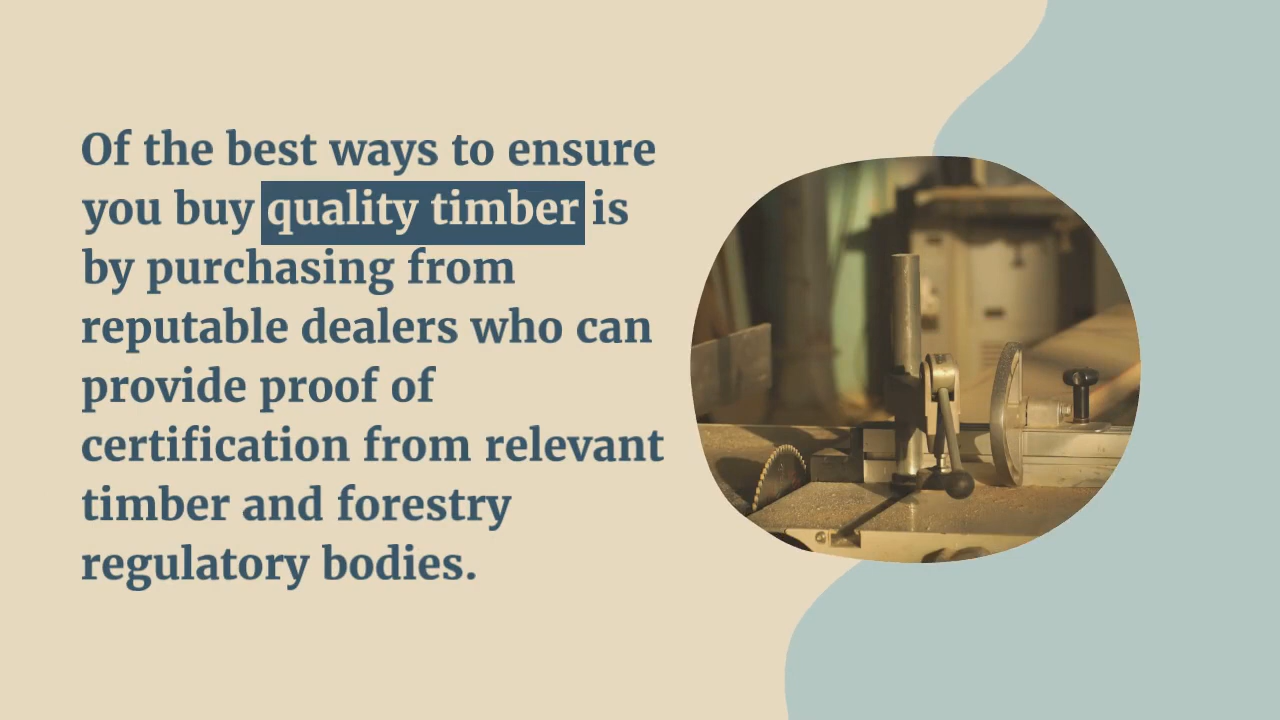 Of the best ways to ensure
you buy quality timber is
by purchasing from
reputable dealers who can
provide proof of
certification from relevant
timber and forestry
regulatory bodies.